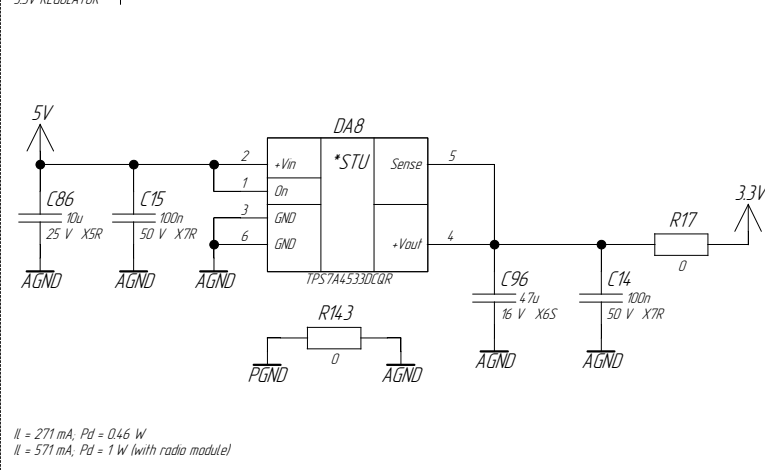 3.3V REGULATOR
5V
DA8
2
+Vin
*STU
Sense
5
1
On
3
GND
6
GND
+Vout
4
TPS7A4533DCQR
C86
10u
25 V X5R
AGND
C15
100n
50 V X7R
AGND
AGND
R17
0
3.3V
C96
47u
16 V X6S
AGND
C14
100n
50 V X7R
AGND
R143
0
PGND
AGND
Il = 271 mA; Pd = 0.46 W
Il = 571 mA; Pd = 1 W (with radio module)